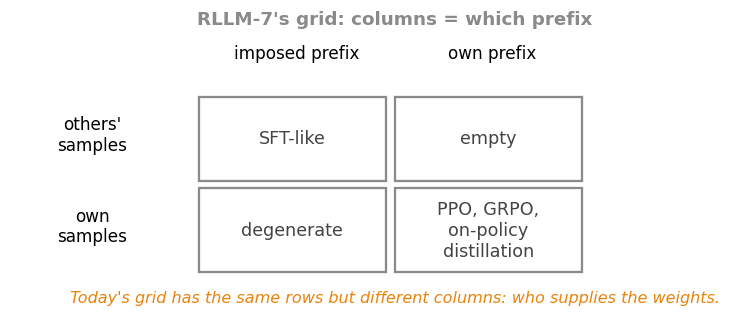 RLLM-7's grid: columns = which prefix
imposed prefix
own prefix
others'
samples
SFT-like
empty
own
samples
degenerate
PPO, GRPO,
on-policy
distillation
Today's grid has the same rows but different columns: who supplies the weights.